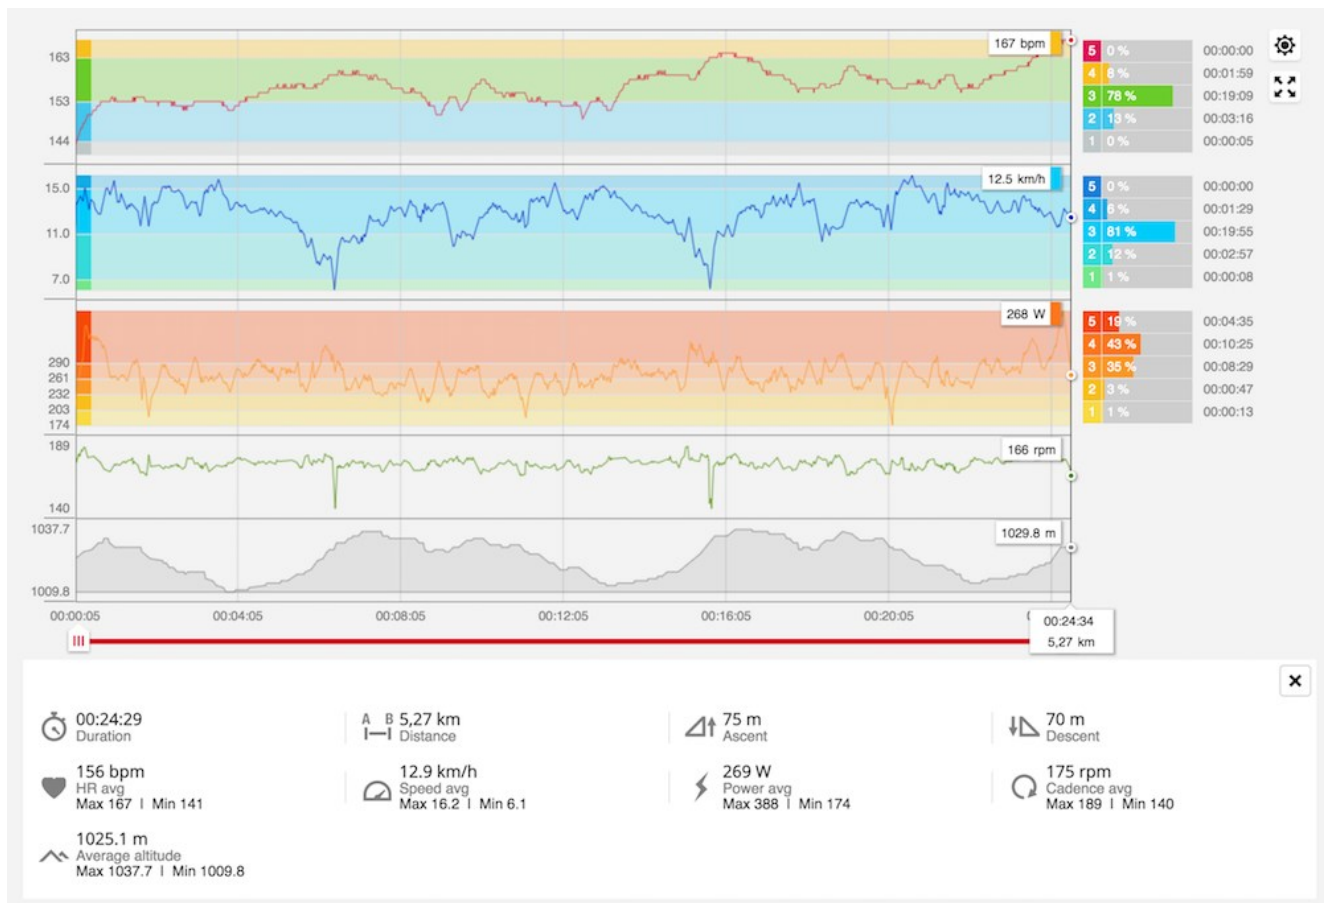 167 bpm
163
153
144
5 0 % 00:00:00
4 8 % 00:01:59
3 78 % 00:19:09
2 13 % 00:03:16
1 0 % 00:00:05
12.5 km/h
15.0
11.0
7.0
5 0 % 00:00:00
4 6 % 00:01:29
3 81 % 00:19:55
2 12 % 00:02:57
1 1 % 00:00:08
268 W
290
261
232
203
174
5 19 % 00:04:35
4 43 % 00:10:25
3 35 % 00:08:29
2 3 % 00:00:47
1 1 % 00:00:13
189
166 rpm
140
1037.7
1029.8 m
1009.8
00:00:05 00:04:05 00:08:05 00:12:05 00:16:05 00:20:05
00:24:34
5,27 km
00:24:29
Duration
A B 5,27 km
Distance
75 m
Ascent
70 m
Descent
156 bpm
HR avg
Max 167 | Min 141
12.9 km/h
Speed avg
Max 16.2 | Min 6.1
269 W
Power avg
Max 388 | Min 174
175 rpm
Cadence avg
Max 189 | Min 140
1025.1 m
Average altitude
Max 1037.7 | Min 1009.8